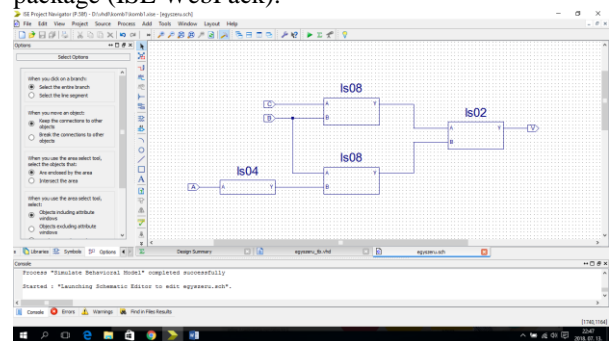 package (ISE WebPack).
ISE Project Navigator (P.58f) - D:\vhdl\komb1\komb1.xise - [egyszeru.sch]
File Edit View Project Source Process Add Tools Window Layout Help
Options
Select Options
When you click on a branch:
Select the entire branch
Select the line segment
When you move an object:
Keep the connections to other
objects
Break the connections to other
objects
When you use the area select tool,
select the objects that:
Are enclosed by the area
Intersect the area
When you use the area select tool,
select:
Objects including attribute
windows
Objects excluding attribute
windows
ls08
C
A Y
B
B
ls02
A Y
B
Y
ls08
A Y
B
ls04
A
A Y
Libraries Symbols Options
Design Summary
egyszeru_tb.vhd
egyszeru.sch
Console
Process "Simulate Behavioral Model" completed successfully
Started : "Launching Schematic Editor to edit egyszeru.sch".
Console Errors Warnings Find in Files Results
[1740,1164]
22:47
2018. 07. 13.